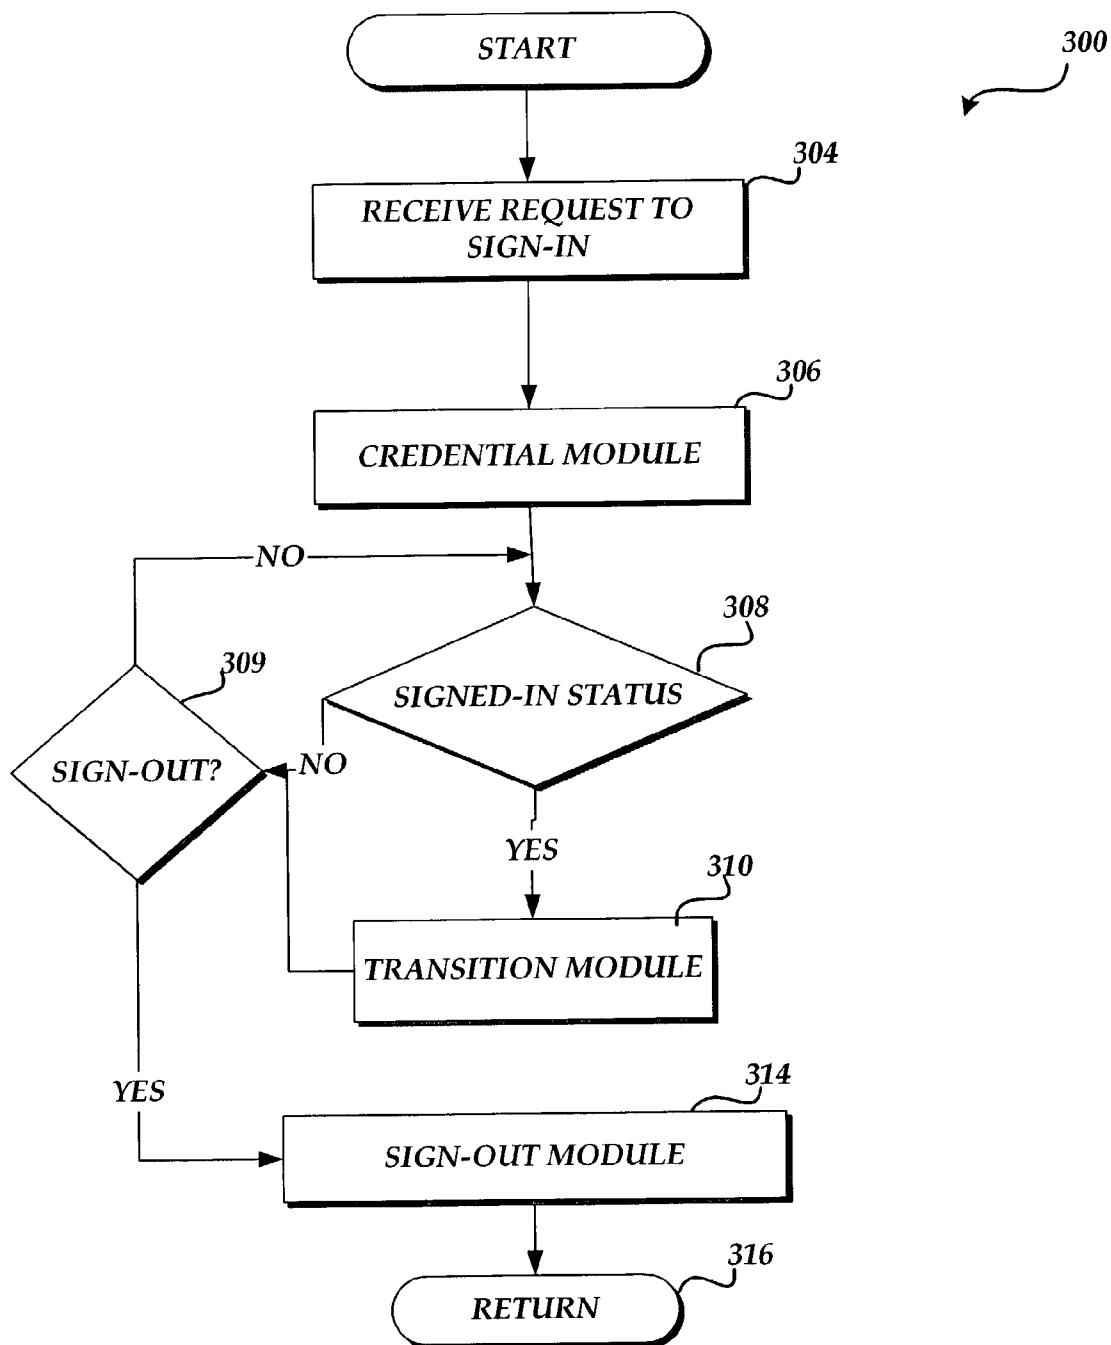 START
300
304
RECEIVE REQUEST TO
SIGN-IN
306
CREDENTIAL MODULE
NO
308
309
SIGNED-IN STATUS
SIGN-OUT?
NO
YES
310
TRANSITION MODULE
YES
314
SIGN-OUT MODULE
316
RETURN